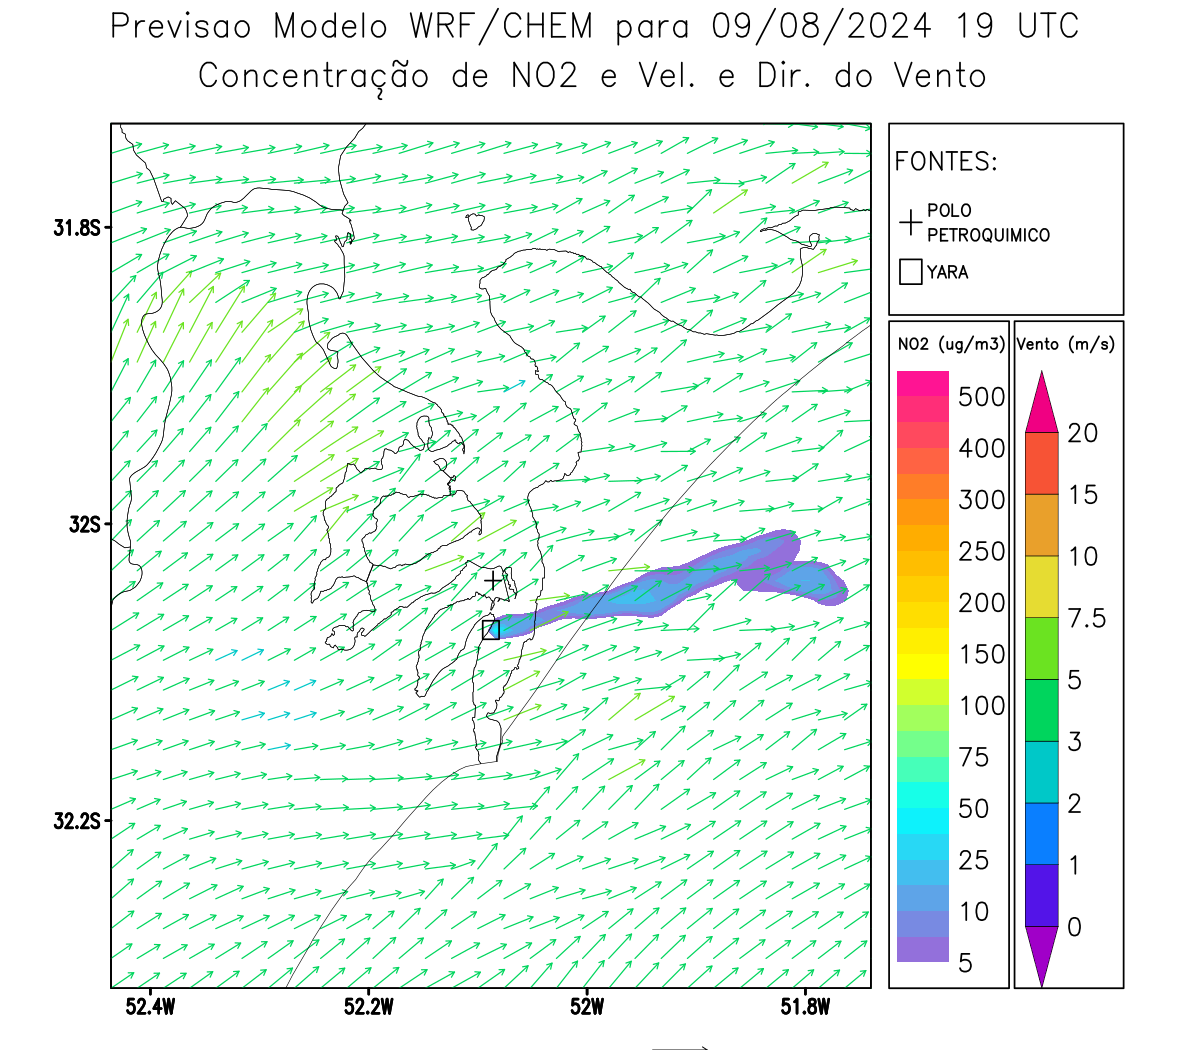 Previsao Modelo WRF/CHEM para 09/08/2024 19 UTC
Concentração de NO2 e Vel. e Dir. do Vento
FONTES:
POLO
PETROQUIMICO
YARA
31.8S
32S
32.2S
52.4W
52.2W
52W
51.8W
NO2 (ug/m3)
500
400
300
250
200
150
100
75
50
25
10
5
Vento (m/s)
20
15
10
7.5
5
3
2
1
0